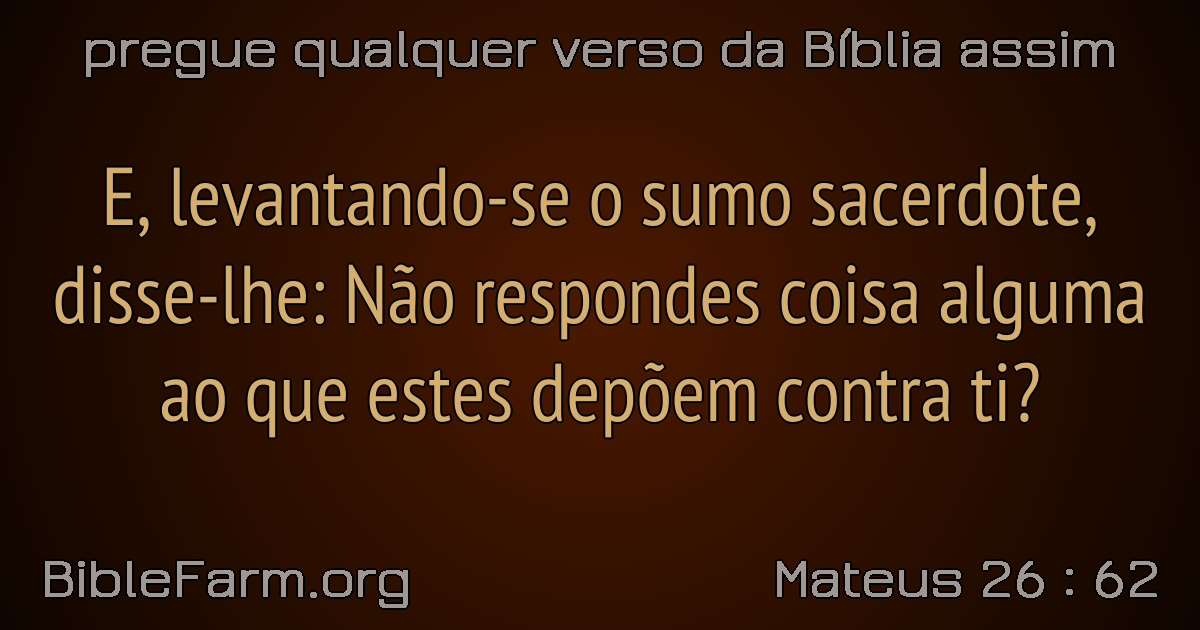 pregue qualquer verso da Bíblia assim
E, levantando-se o sumo sacerdote,
disse-lhe: Não respondes coisa alguma
ao que estes depõem contra ti?
BibleFarm.org
Mateus 26 : 62